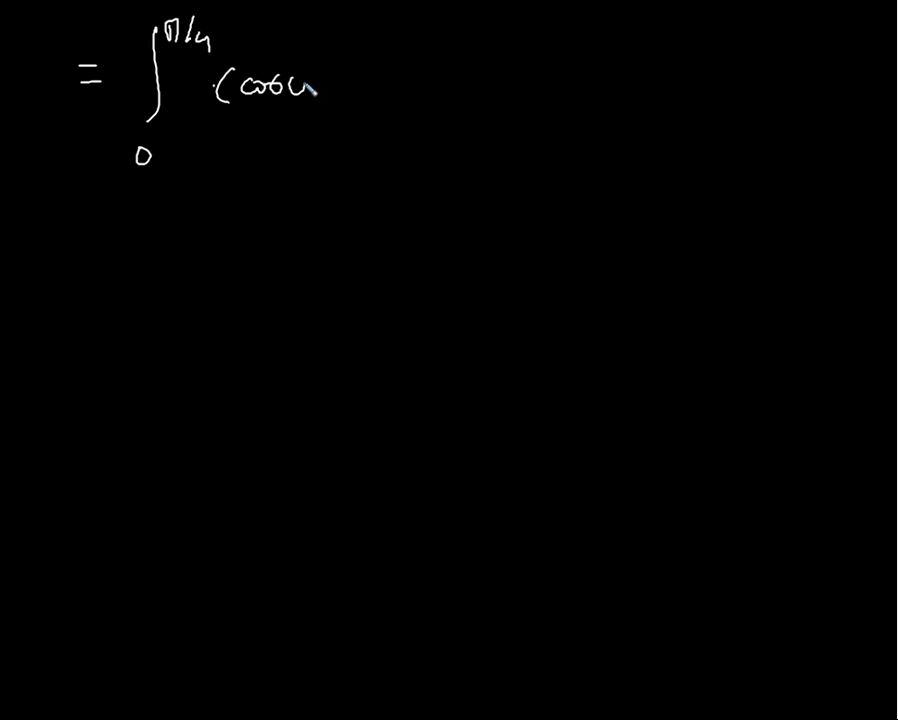 = ∫₀^{π/4} (cos u